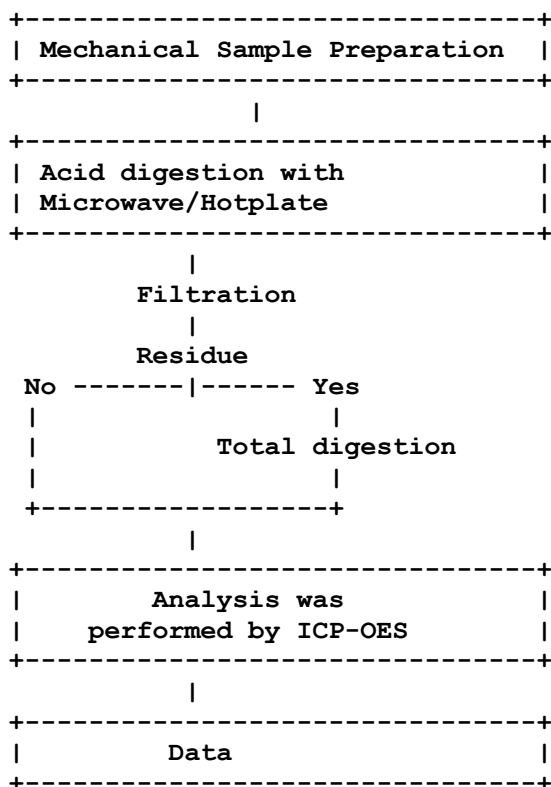 Mechanical Sample Preparation
Acid digestion with
Microwave/Hotplate
Filtration
Residue
No Yes
Total digestion
Analysis was
performed by ICP-OES
Data